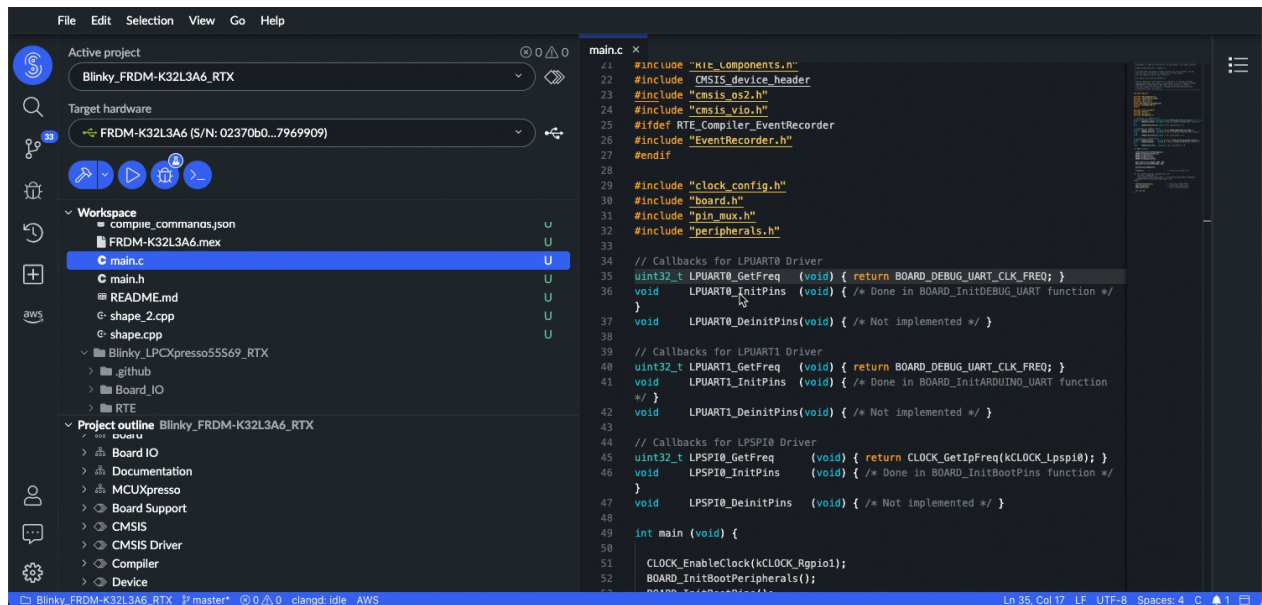 File Edit Selection View Go Help
Active project
0 0
Blinky_FRDM-K32L3A6_RTX
Target hardware
FRDM-K32L3A6 (S/N: 02370b0...7969909)
33
Workspace
compile_commands.json U
FRDM-K32L3A6.mex U
C main.c U
C main.h U
README.md U
G+ shape_2.cpp U
G+ shape.cpp U
Blinky_LPCXpresso55S69_RTX
.github
Board_IO
RTE
aws
Project outline Blinky_FRDM-K32L3A6_RTX
Board
Board IO
Documentation
MCUXpresso
Board Support
CMSIS
CMSIS Driver
Compiler
Device
main.c ×
21 #include "RTE_Components.h"
22 #include CMSIS_device_header
23 #include "cmsis_os2.h"
24 #include "cmsis_vio.h"
25 #ifdef RTE_Compiler_EventRecorder
26 #include "EventRecorder.h"
27 #endif
28
29 #include "clock_config.h"
30 #include "board.h"
31 #include "pin_mux.h"
32 #include "peripherals.h"
33
34 // Callbacks for LPUART0 Driver
35 uint32_t LPUART0_GetFreq (void) { return BOARD_DEBUG_UART_CLK_FREQ; }
36 void LPUART0_InitPins (void) { /* Done in BOARD_InitDEBUG_UART function */
}
37 void LPUART0_DeinitPins(void) { /* Not implemented */ }
38
39 // Callbacks for LPUART1 Driver
40 uint32_t LPUART1_GetFreq (void) { return BOARD_DEBUG_UART_CLK_FREQ; }
41 void LPUART1_InitPins (void) { /* Done in BOARD_InitARDUINO_UART function
*/ }
42 void LPUART1_DeinitPins(void) { /* Not implemented */ }
43
44 // Callbacks for LPSPI0 Driver
45 uint32_t LPSPI0_GetFreq (void) { return CLOCK_GetIpFreq(kCLOCK_Lpspi0); }
46 void LPSPI0_InitPins (void) { /* Done in BOARD_InitBootPins function */
}
47 void LPSPI0_DeinitPins (void) { /* Not implemented */ }
48
49 int main (void) {
50
51 CLOCK_EnableClock(kCLOCK_Rgpio1);
52 BOARD_InitBootPeripherals();
Blinky_FRDM-K32L3A6_RTX master* 0 0 clangd: idle AWS
Ln 35, Col 17 LF UTF-8 Spaces: 4 C 1